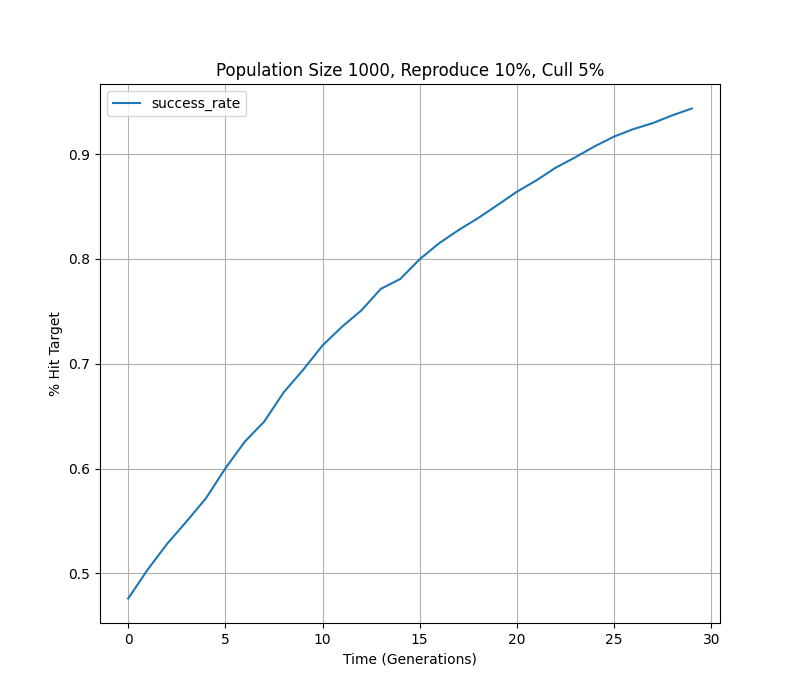 Population Size 1000, Reproduce 10%, Cull 5%
success_rate
% Hit Target
0.9
0.8
0.7
0.6
0.5
0 5 10 15 20 25 30
Time (Generations)